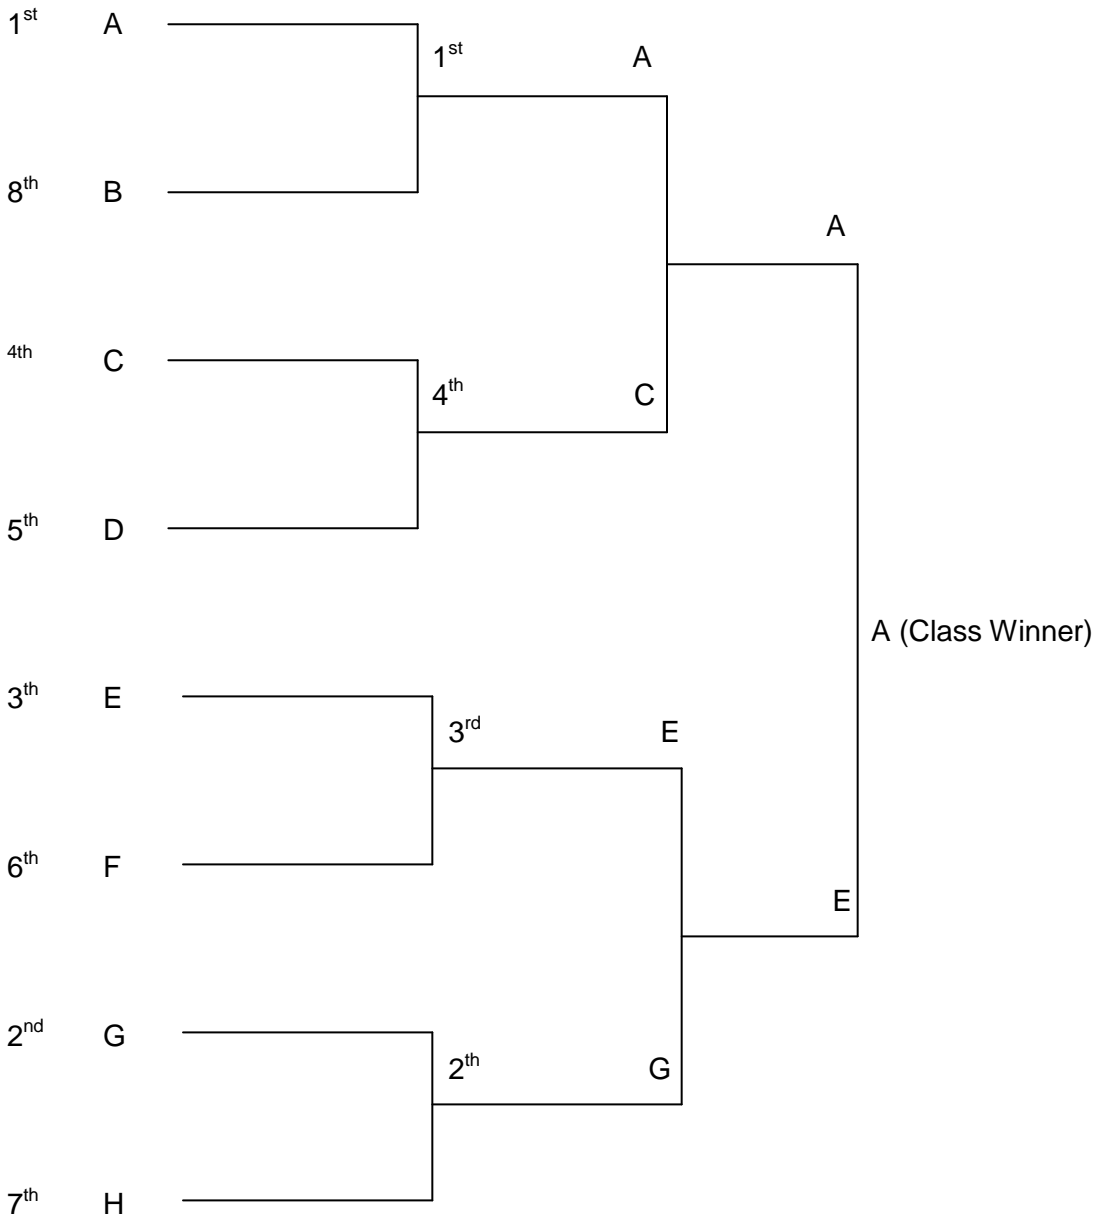 1st A
1st A
8th B
A
4th C
4th C
5th D
A (Class Winner)
3th E
3rd E
6th F
E
2nd G
2th G
7th H